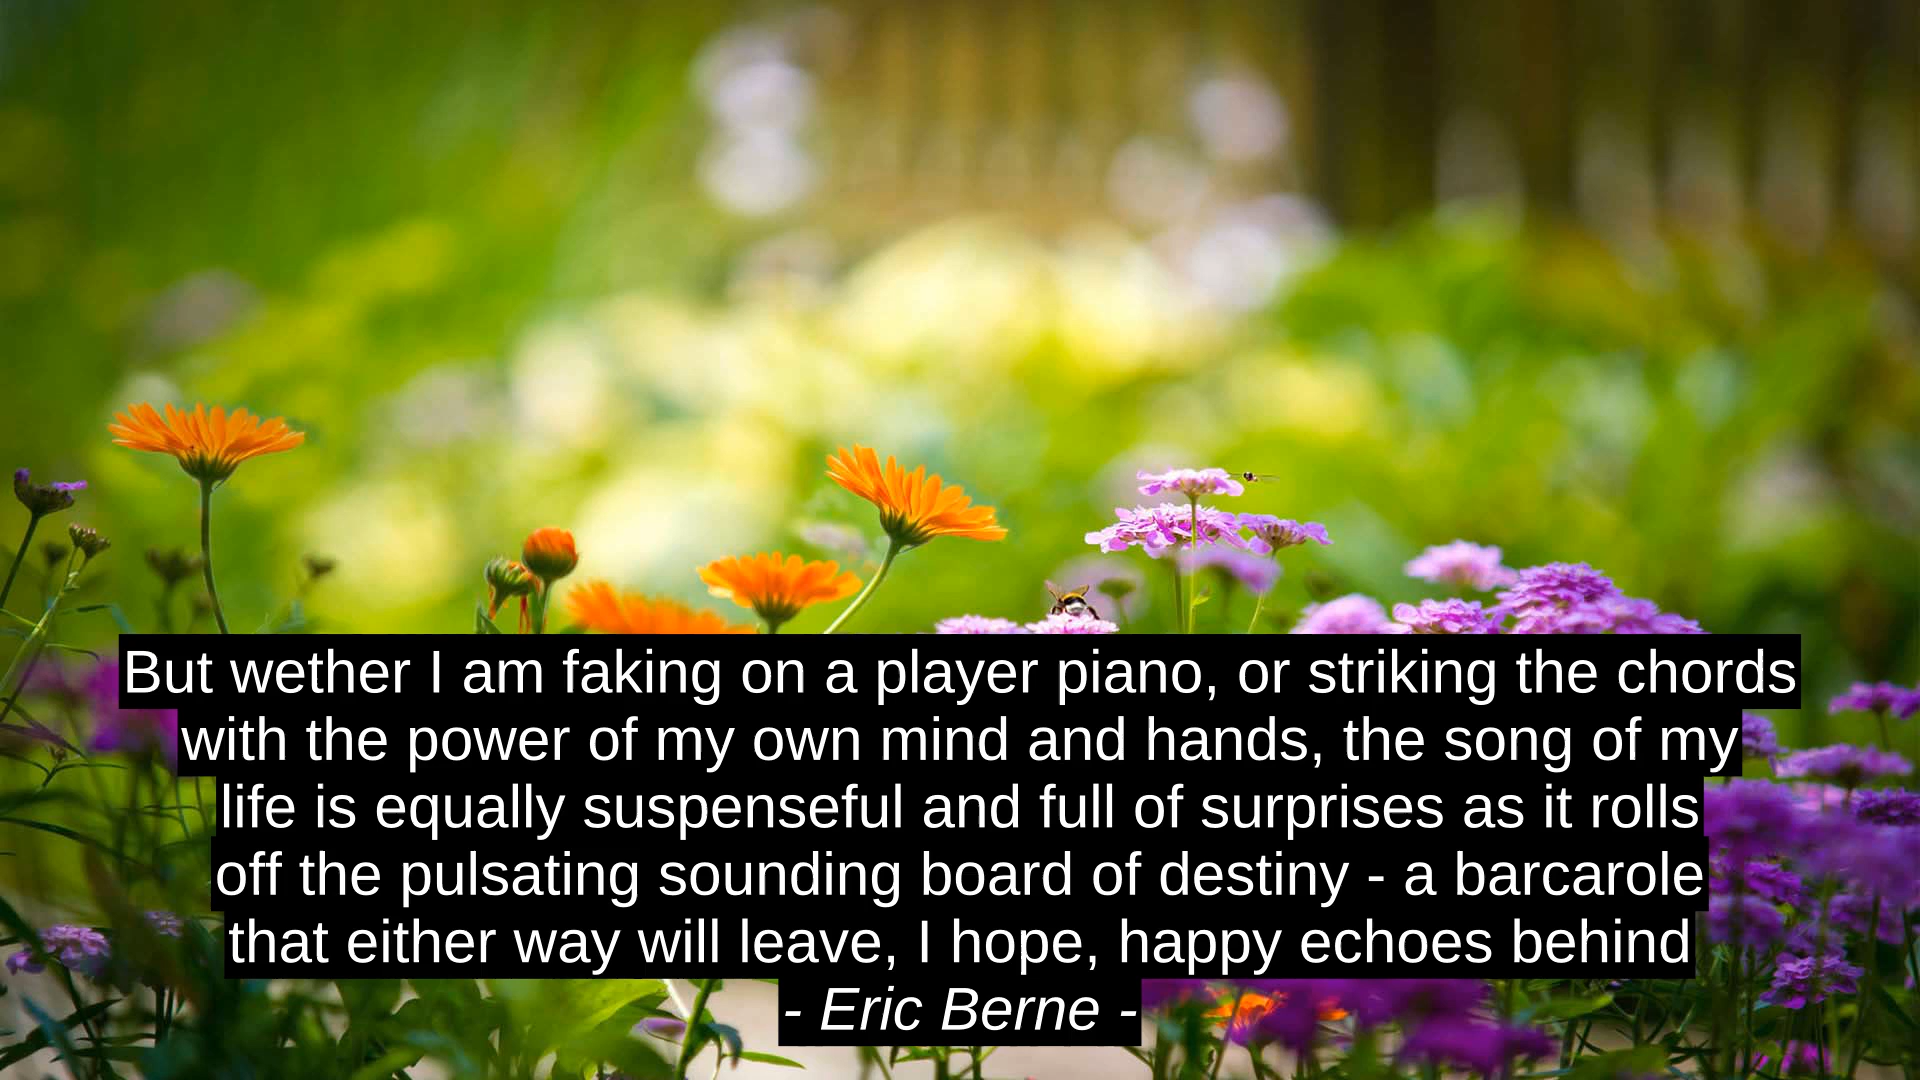 But wether I am faking on a player piano, or striking the chords
with the power of my own mind and hands, the song of my
life is equally suspenseful and full of surprises as it rolls
off the pulsating sounding board of destiny - a barcarole
that either way will leave, I hope, happy echoes behind
- Eric Berne -